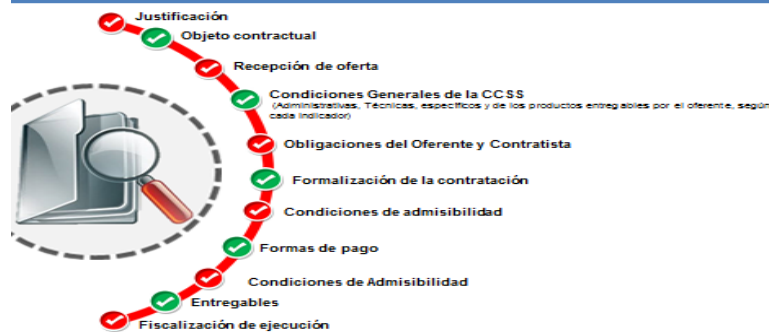 Justificación
Objeto contractual
Recepción de oferta
Condiciones Generales de la CCSS
(Administrativas, Técnicas, específicos y de los productos entregables por el oferente, según
cada indicador)
Obligaciones del Oferente y Contratista
Formalización de la contratación
Condiciones de admisibilidad
Formas de pago
Condiciones de Admisibilidad
Entregables
Fiscalización de ejecución